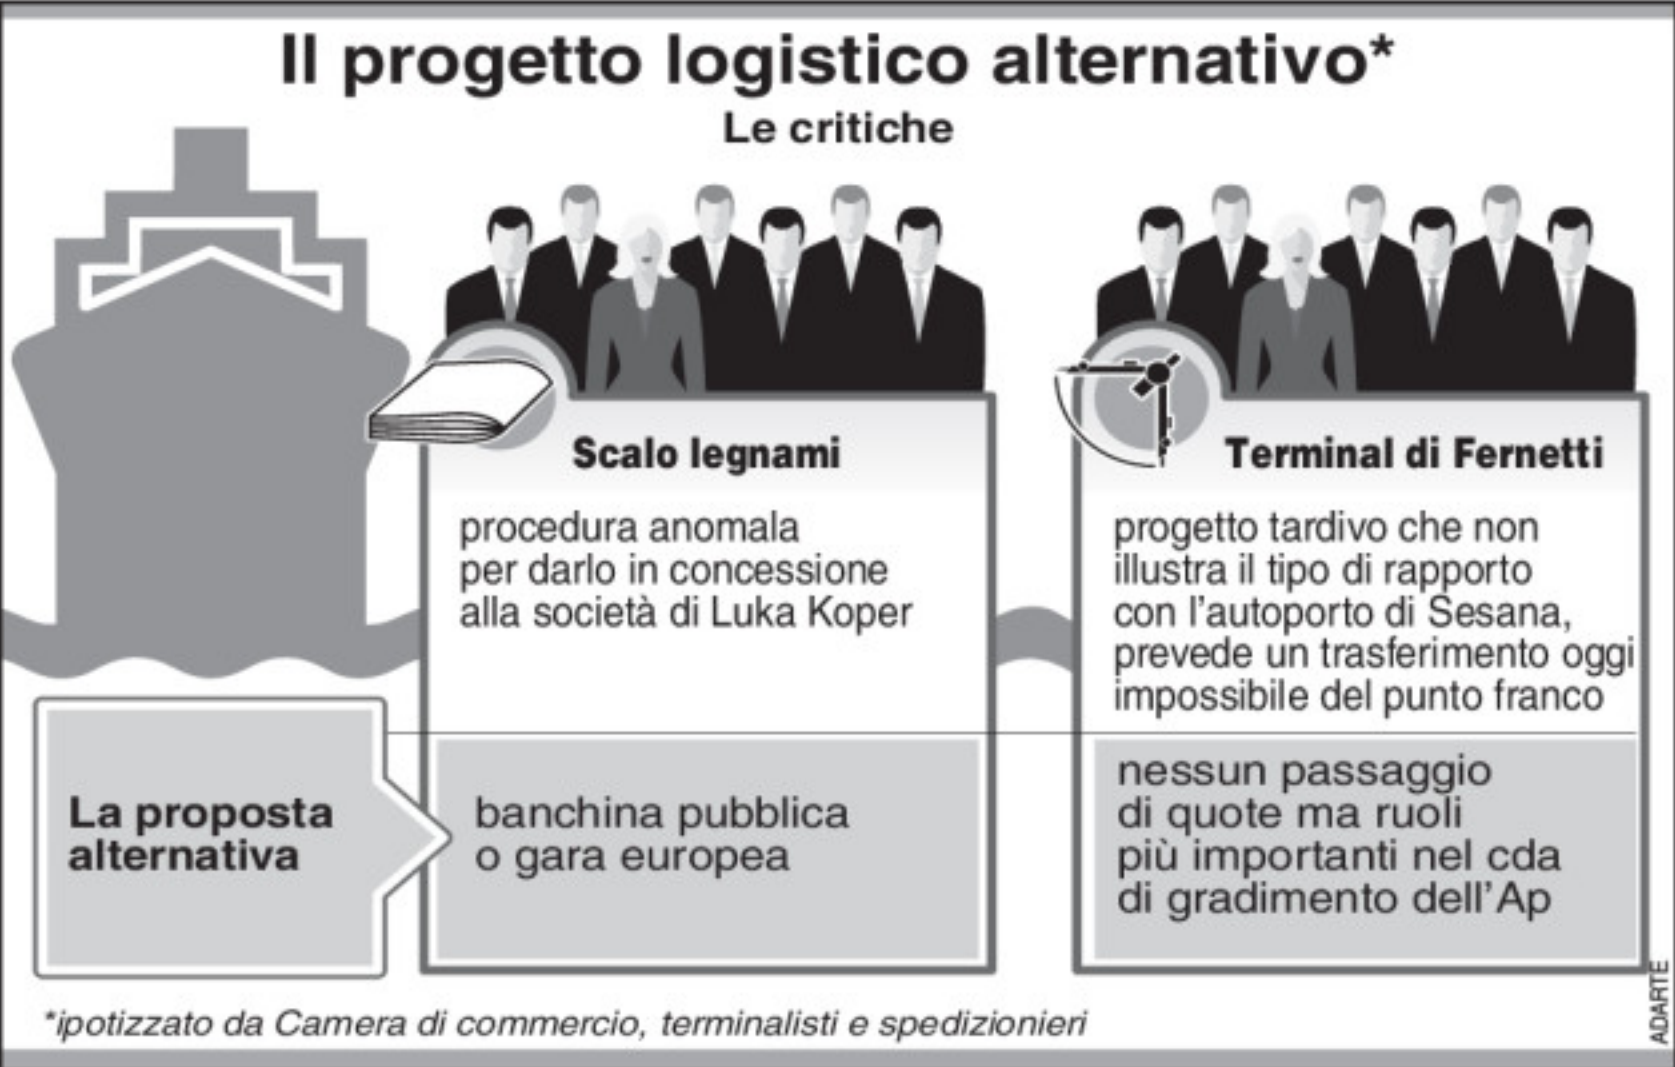 Il progetto logistico alternativo*
Le critiche
Scalo legnami
procedura anomala
per darlo in concessione
alla società di Luka Koper
Terminal di Fernetti
progetto tardivo che non
illustra il tipo di rapporto
con l'autoporto di Sesana,
prevede un trasferimento oggi
impossibile del punto franco
La proposta
alternativa
banchina pubblica
o gara europea
nessun passaggio
di quote ma ruoli
più importanti nel cda
di gradimento dell'Ap
*ipotizzato da Camera di commercio, terminalisti e spedizionieri
ADARTE